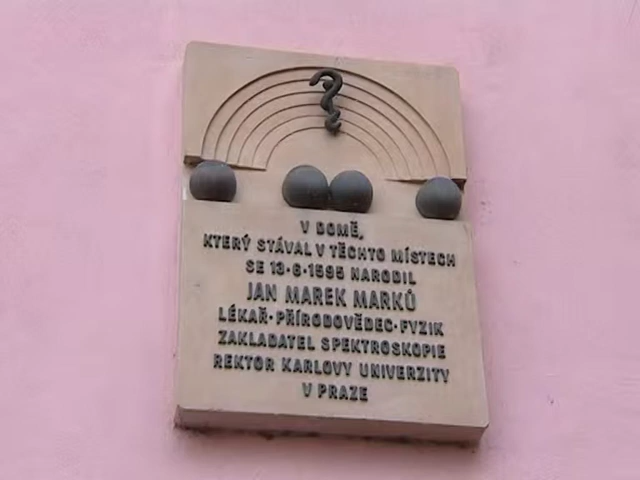 V DOMĚ,
KTERÝ STÁVAL V TĚCHTO MÍSTECH
SE 13·6·1595 NARODIL
JAN MAREK MARKŮ
LÉKAŘ·PŘÍRODOVĚDEC·FYZIK
ZAKLADATEL SPEKTROSKOPIE
REKTOR KARLOVY UNIVERZITY
V PRAZE